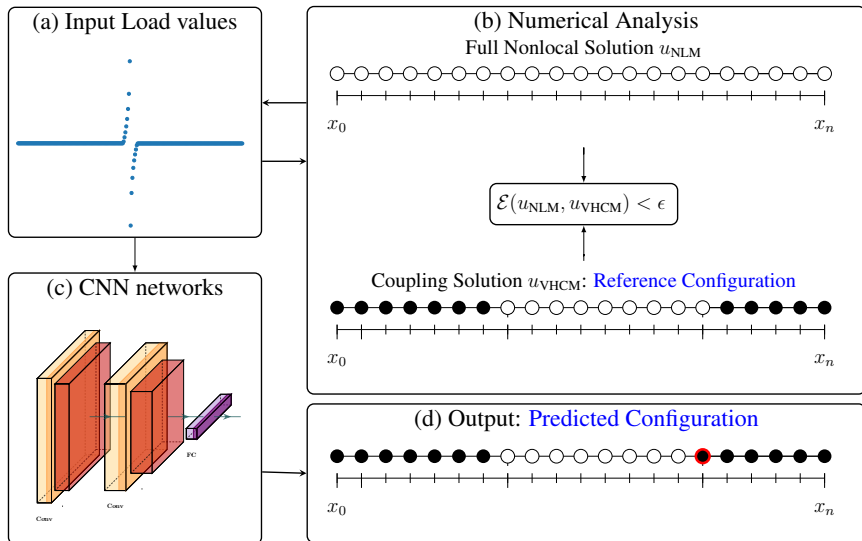 (a) Input Load values
(b) Numerical Analysis
Full Nonlocal Solution u_NLM
x_0 x_n
ℰ(u_NLM, u_VHCM) < ϵ
Coupling Solution u_VHCM: Reference Configuration
x_0 x_n
(c) CNN networks
Conv
Conv
FC
(d) Output: Predicted Configuration
x_0 x_n